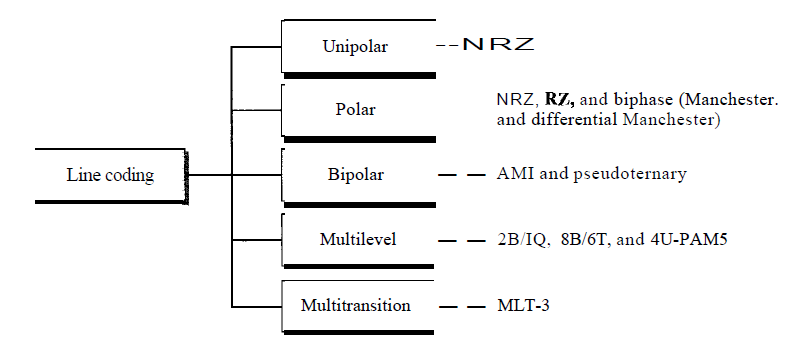 Unipolar --NRZ
Polar NRZ, RZ, and biphase (Manchester.
and differential Manchester)
Line coding
Bipolar — — AMI and pseudoternary
Multilevel — — 2B/IQ, 8B/6T, and 4U-PAM5
Multitransition — — MLT-3